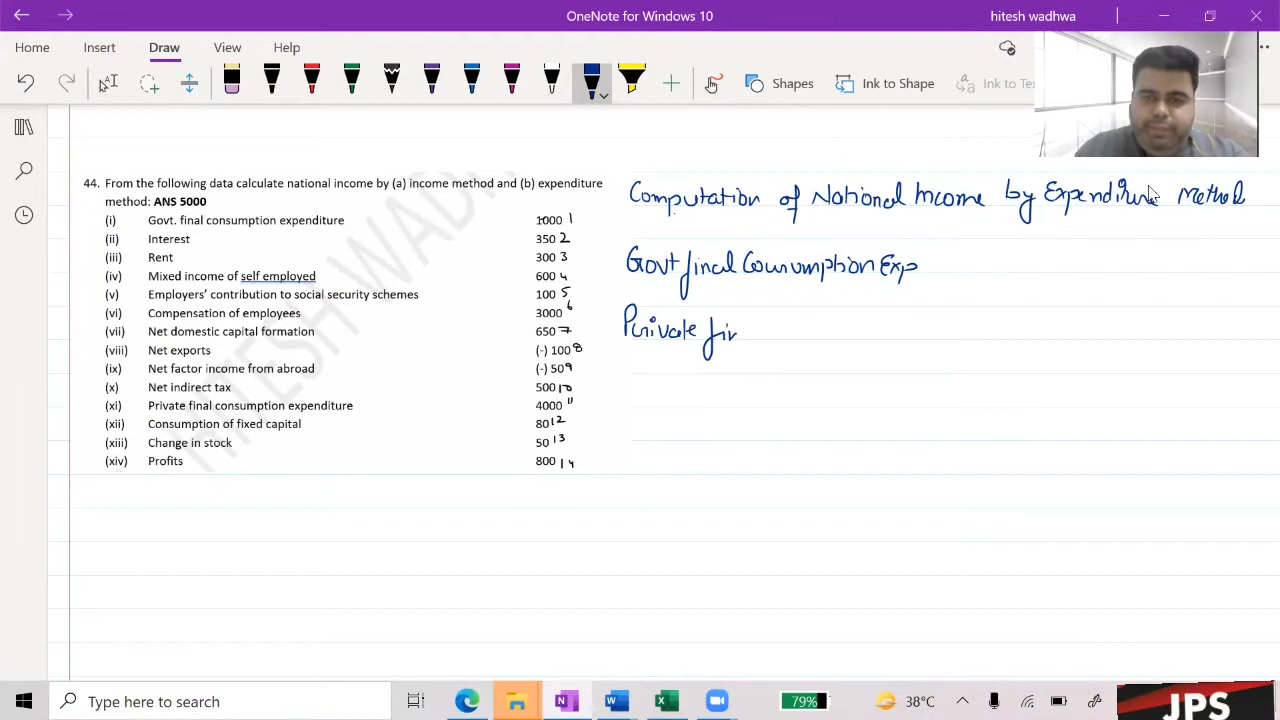 OneNote for Windows 10
hitesh wadhwa
Home Insert Draw View Help
Shapes Ink to Shape Ink to Te
44. From the following data calculate national income by (a) income method and (b) expenditure
method: ANS 5000
(i) Govt. final consumption expenditure 1000 1
(ii) Interest 350 2
(iii) Rent 300 3
(iv) Mixed income of self employed 600 4
(v) Employers' contribution to social security schemes 100 5
(vi) Compensation of employees 3000 6
(vii) Net domestic capital formation 650 7
(viii) Net exports (-) 100 8
(ix) Net factor income from abroad (-) 50 9
(x) Net indirect tax 500 10
(xi) Private final consumption expenditure 4000 11
(xii) Consumption of fixed capital 80 12
(xiii) Change in stock 50 13
(xiv) Profits 800 14
HITESH WADH
Computation of National Income by Expenditure Method
Govt final Consumption Exp
Private fin
Type here to search
79%
38°C
JPS